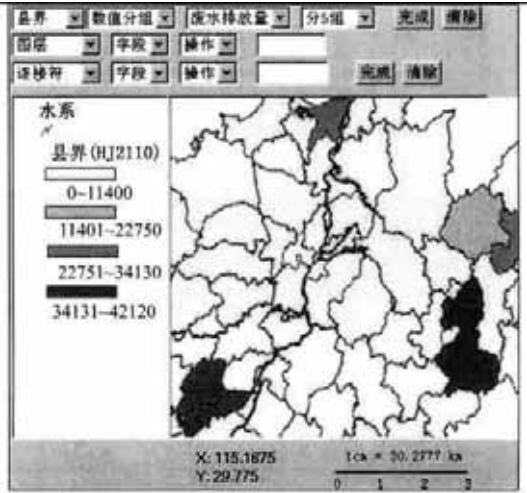 县界 数值分组 废水排放量 分5组 完成 清除
图层 字段 操作
连接符 字段 操作 完成 清除
水系
县界(HJ2110)
0~11400
11401~22750
22751~34130
34131~42120
X: 115.1675 1cm = 30.2777 km
Y: 29.775
0 1 2 3